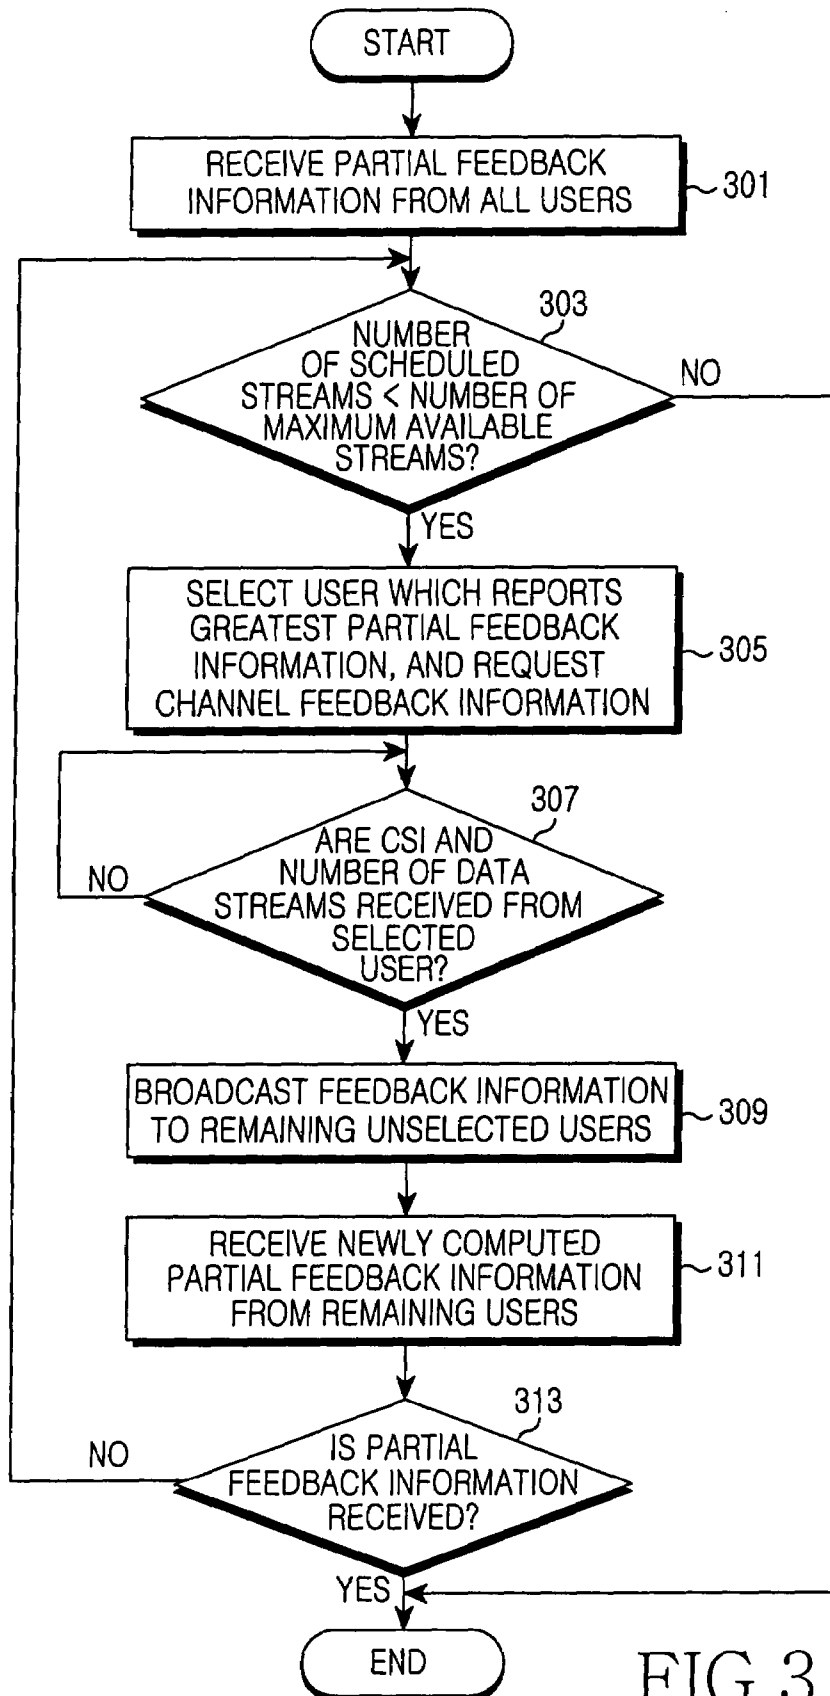 START
RECEIVE PARTIAL FEEDBACK
INFORMATION FROM ALL USERS
301
303
NUMBER
OF SCHEDULED
STREAMS < NUMBER OF
MAXIMUM AVAILABLE
STREAMS?
NO
YES
SELECT USER WHICH REPORTS
GREATEST PARTIAL FEEDBACK
INFORMATION, AND REQUEST
CHANNEL FEEDBACK INFORMATION
305
307
ARE CSI AND
NUMBER OF DATA
STREAMS RECEIVED FROM
SELECTED
USER?
NO
YES
BROADCAST FEEDBACK INFORMATION
TO REMAINING UNSELECTED USERS
309
RECEIVE NEWLY COMPUTED
PARTIAL FEEDBACK INFORMATION
FROM REMAINING USERS
311
313
IS PARTIAL
FEEDBACK INFORMATION
RECEIVED?
NO
YES
END
FIG.3